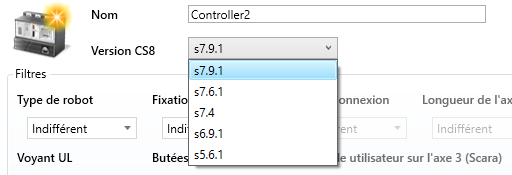 Nom Controller2
Version CS8 s7.9.1
s7.9.1
s7.6.1
s7.4
s6.9.1
s5.6.1
Filtres
Type de robot Fixatio onnexion Longueur de l'ax
Indifférent Indiff Indifférent
Voyant UL Butées e utilisateur sur l'axe 3 (Scara)